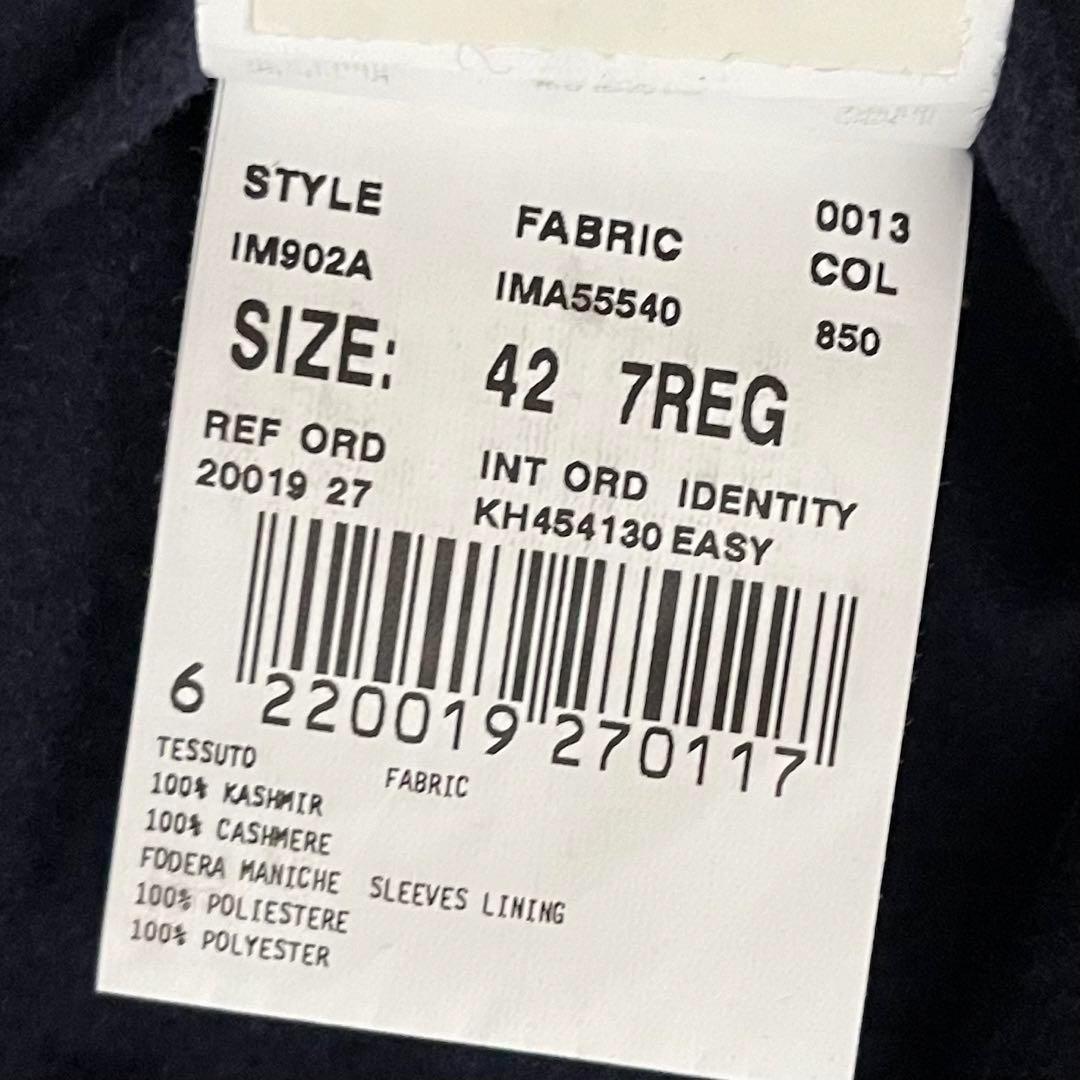 STYLE FABRIC 0013
COL
IM902A IMA55540 850
SIZE: 42 7REG
REF ORD INT ORD IDENTITY
20019 27 KH454130 EASY
6 220019 270117
TESSUTO FABRIC
100% KASHMIR
100% CASHMERE
FODERA MANICHE SLEEVES LINING
100% POLIESTERE
100% POLYESTER